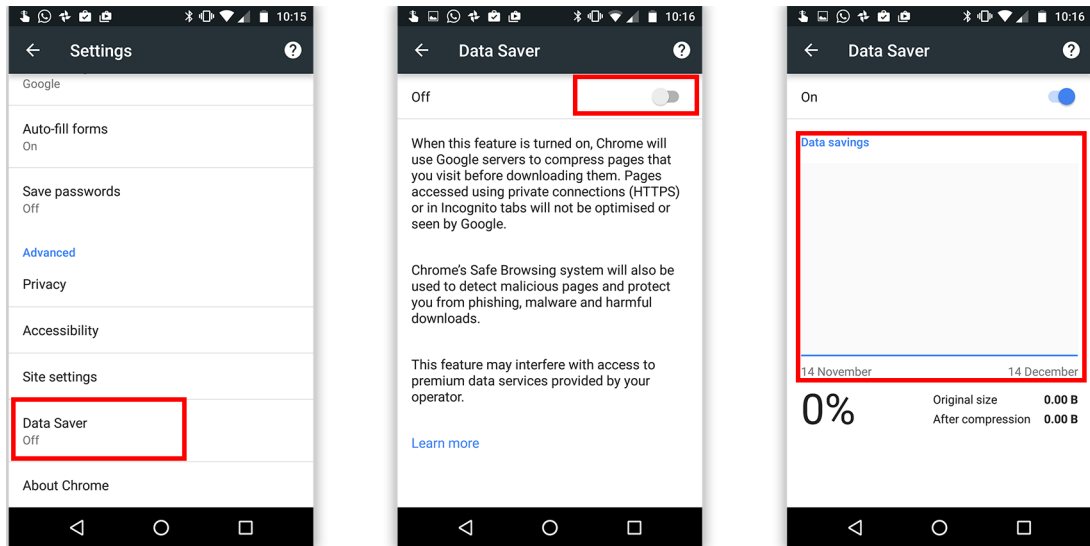 10:15
Settings
Google
Auto-fill forms
On
Save passwords
Off
Advanced
Privacy
Accessibility
Site settings
Data Saver
Off
About Chrome
10:16
Data Saver
Off
When this feature is turned on, Chrome will
use Google servers to compress pages that
you visit before downloading them. Pages
accessed using private connections (HTTPS)
or in Incognito tabs will not be optimised or
seen by Google.
Chrome's Safe Browsing system will also be
used to detect malicious pages and protect
you from phishing, malware and harmful
downloads.
This feature may interfere with access to
premium data services provided by your
operator.
Learn more
10:16
Data Saver
On
Data savings
14 November 14 December
0%
Original size 0.00 B
After compression 0.00 B